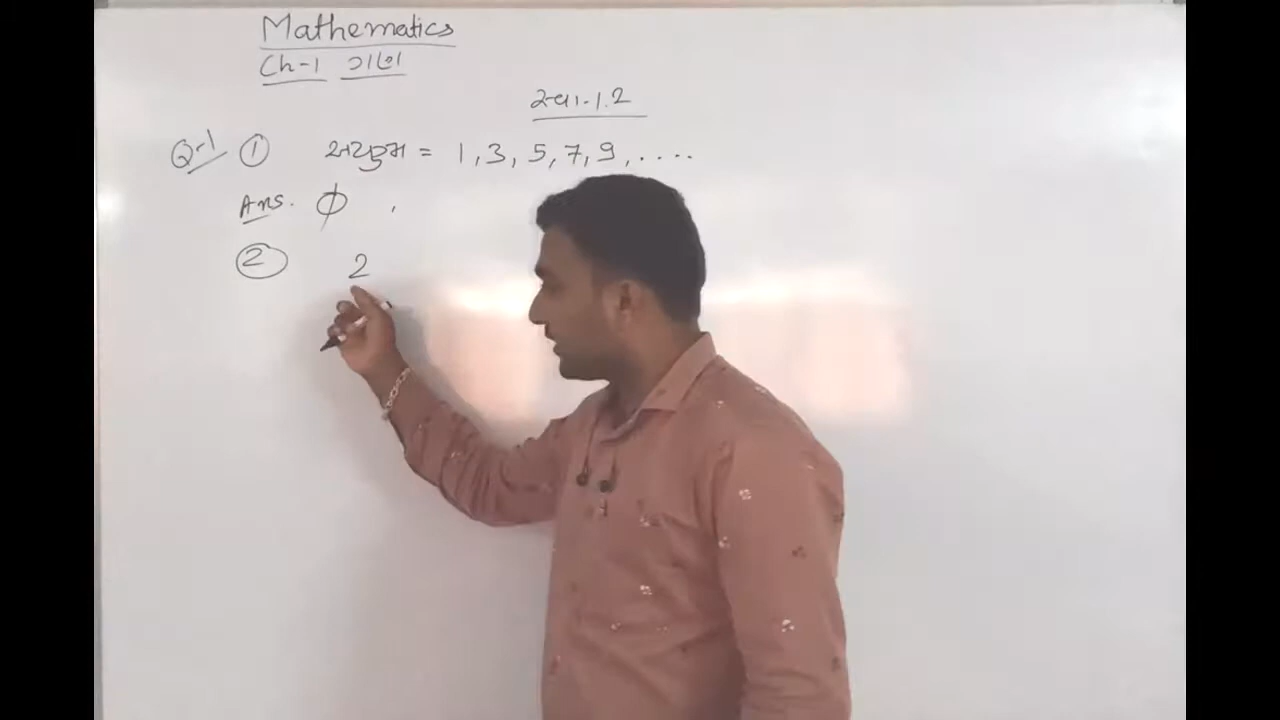 Mathematics
Ch-1 ગણ
સ્વા. 1.2
Q-1 ① અયુગ્મ = 1, 3, 5, 7, 9, ....
Ans. ϕ ,
② 2